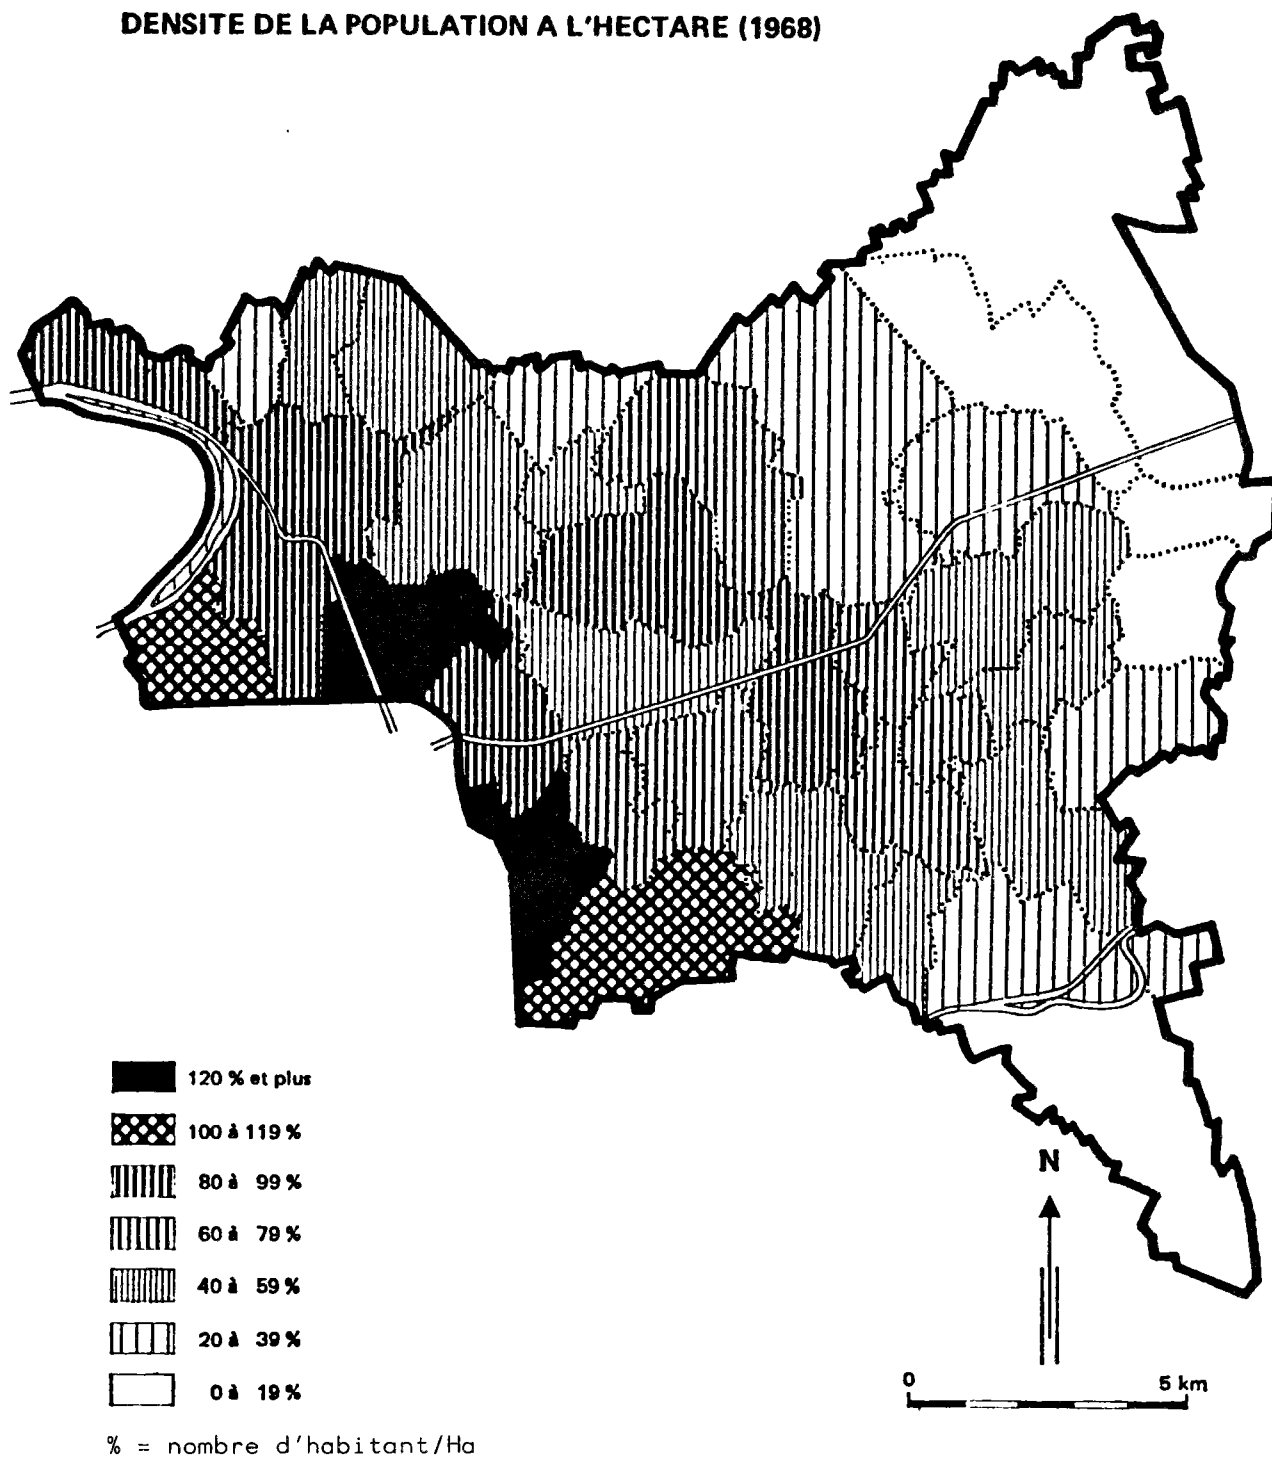 DENSITE DE LA POPULATION A L'HECTARE (1968)
120 % et plus
100 à 119 %
80 à 99 %
60 à 79 %
40 à 59 %
20 à 39 %
0 à 19 %
% = nombre d'habitant/Ha
N
0 5 km